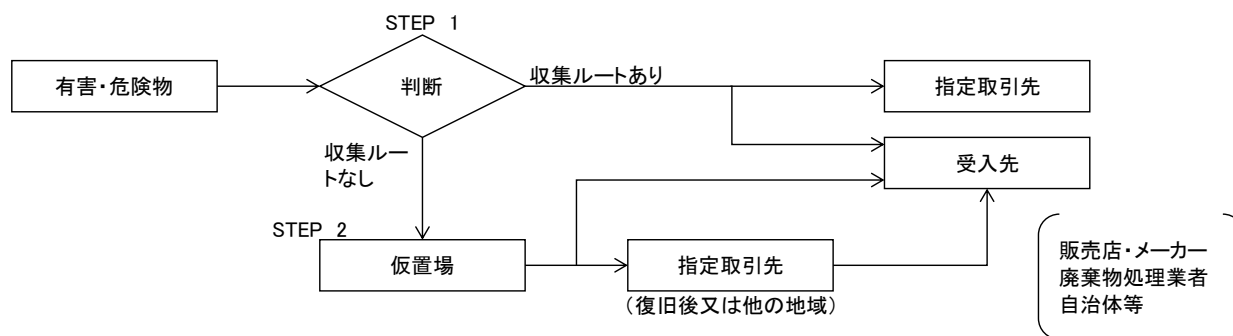 STEP 1
有害・危険物
判断
収集ルートあり
指定取引先
収集ルー
トなし
受入先
STEP 2
仮置場
指定取引先
（復旧後又は他の地域）
販売店・メーカー
廃棄物処理業者
自治体等